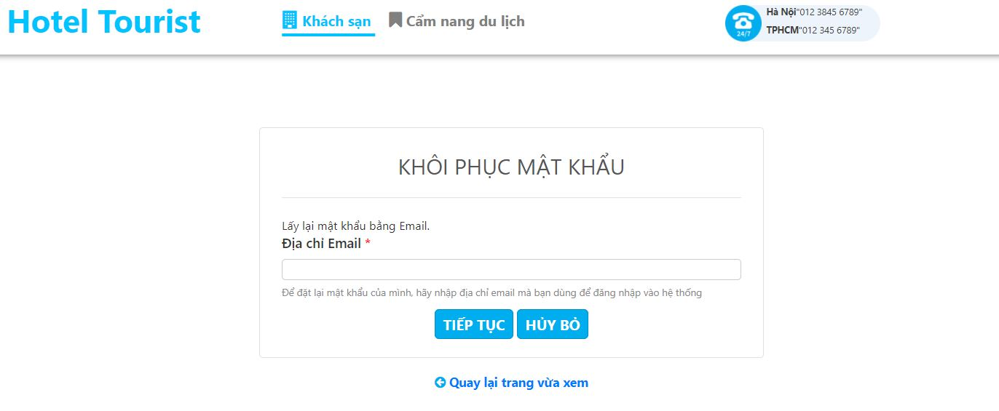 Hotel Tourist
Khách sạn
Cẩm nang du lịch
24/7
Hà Nội"012 3845 6789"
TPHCM"012 345 6789"
KHÔI PHỤC MẬT KHẨU
Lấy lại mật khẩu bằng Email.
Địa chỉ Email *
Để đặt lại mật khẩu của mình, hãy nhập địa chỉ email mà bạn dùng để đăng nhập vào hệ thống
TIẾP TỤC
HỦY BỎ
Quay lại trang vừa xem